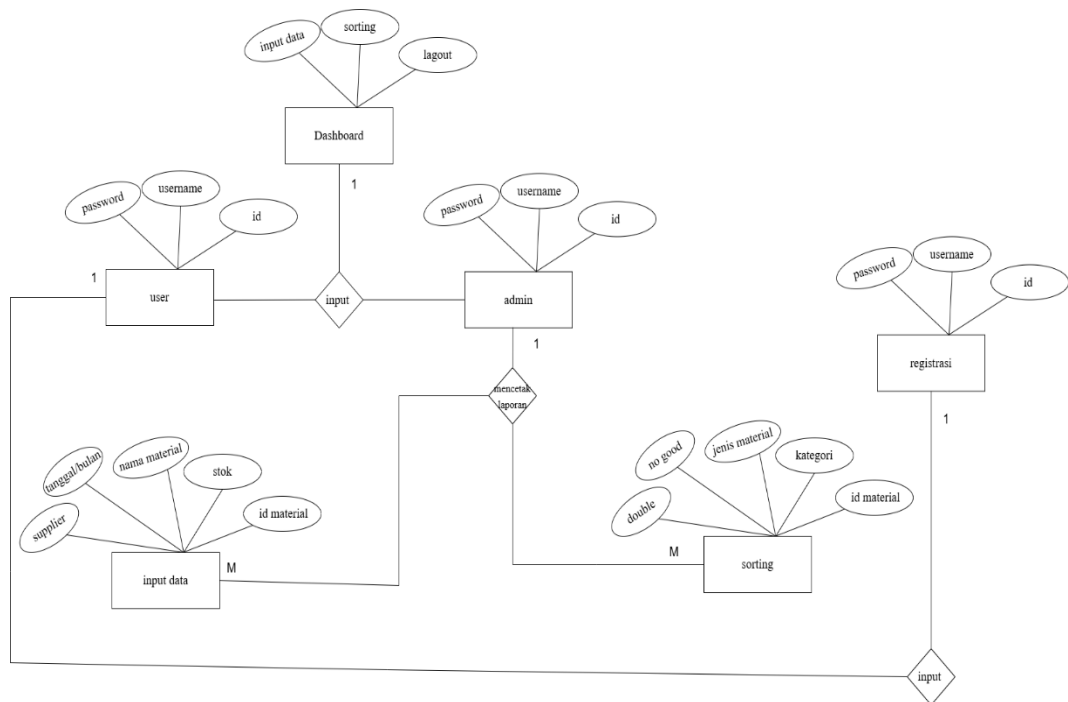 input data
sorting
lagout
Dashboard
1
password
username
id
1
user
input
password
username
id
admin
1
password
username
id
registrasi
1
mencetak
laporan
supplier
tanggal/bulan
nama material
stok
id material
input data
M
double
no good
jenis material
kategori
id material
M
sorting
input